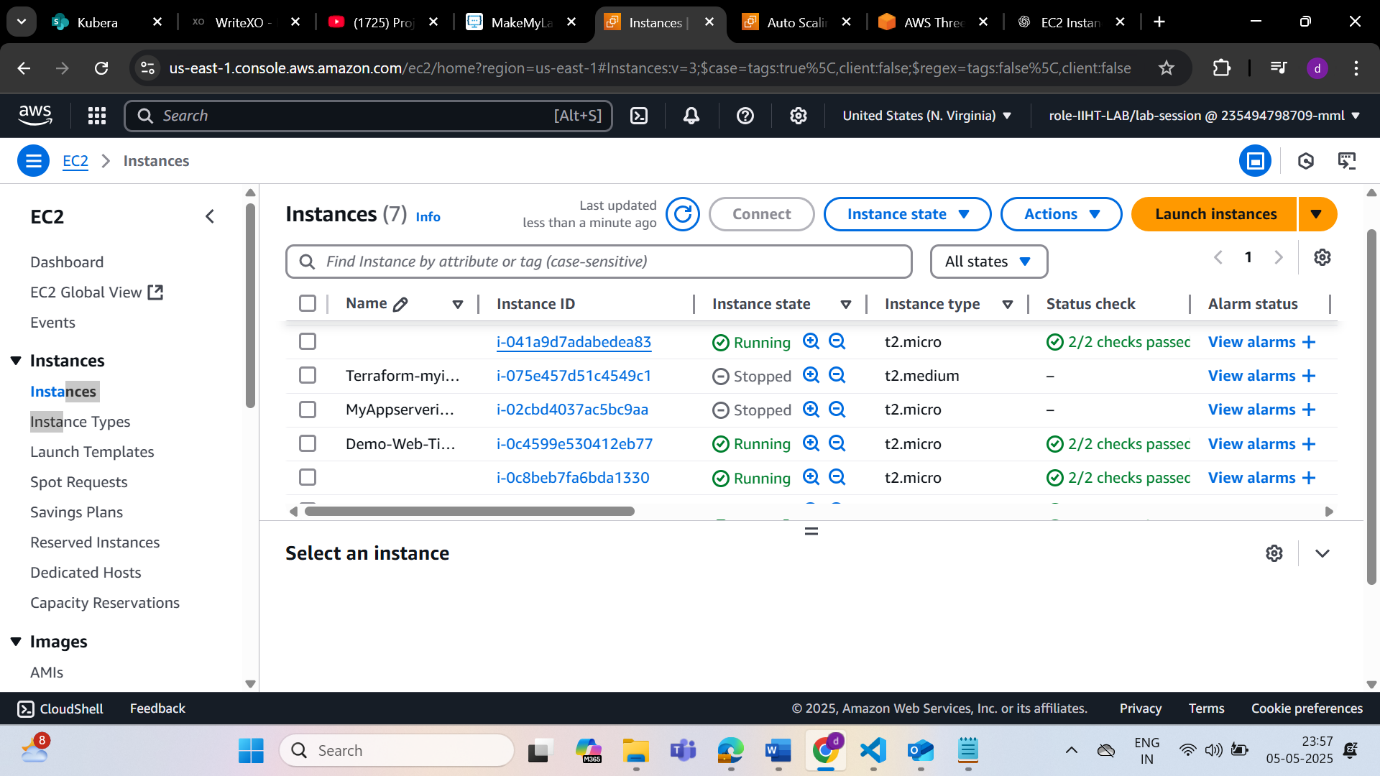 Kubera
WriteXO -
(1725) Proj
MakeMyLa
Instances |
Auto Scalin
AWS Three
EC2 Instan
us-east-1.console.aws.amazon.com/ec2/home?region=us-east-1#Instances:v=3;$case=tags:true%5C,client:false;$regex=tags:false%5C,client:false
d
aws
Search
[Alt+S]
United States (N. Virginia)
role-IIHT-LAB/lab-session @ 235494798709-mml
EC2
Instances
EC2
Dashboard
EC2 Global View
Events
Instances
Instances
Instance Types
Launch Templates
Spot Requests
Savings Plans
Reserved Instances
Dedicated Hosts
Capacity Reservations
Images
AMIs
Instances (7) Info
Last updated
less than a minute ago
Connect
Instance state
Actions
Launch instances
Find Instance by attribute or tag (case-sensitive)
All states
1
Name Instance ID Instance state Instance type Status check Alarm status
i-041a9d7adabedea83 Running t2.micro 2/2 checks passed View alarms +
Terraform-myi... i-075e457d51c4549c1 Stopped t2.medium – View alarms +
MyAppserveri... i-02cbd4037ac5bc9aa Stopped t2.micro – View alarms +
Demo-Web-Ti... i-0c4599e530412eb77 Running t2.micro 2/2 checks passed View alarms +
i-0c8beb7fa6bda1330 Running t2.micro 2/2 checks passed View alarms +
Select an instance
CloudShell
Feedback
© 2025, Amazon Web Services, Inc. or its affiliates.
Privacy
Terms
Cookie preferences
8
Search
M365
d
ENG
IN
23:57
05-05-2025